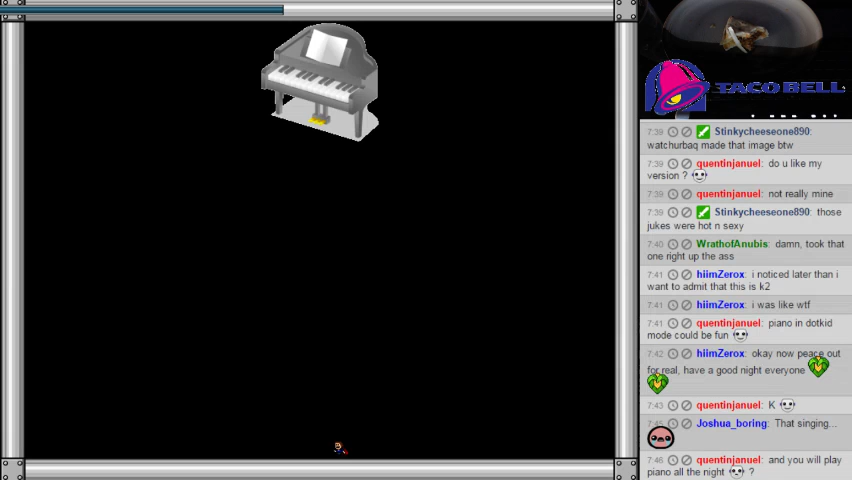 TACO BELL
7:39 Stinkycheeseone890:
watchurbaq made that image btw
7:39 quentinjanuel: do u like my
version ?
7:39 quentinjanuel: not really mine
7:39 Stinkycheeseone890: those
jukes were hot n sexy
7:40 WrathofAnubis: damn, took that
one right up the ass
7:41 hiimZerox: i noticed later than i
want to admit that this is k2
7:41 hiimZerox: i was like wtf
7:41 quentinjanuel: piano in dotkid
mode could be fun
7:42 hiimZerox: okay now peace out
for real, have a good night everyone
7:43 quentinjanuel: K
Joshua_boring: That singing...
7:46 quentinjanuel: and you will play
piano all the night ?